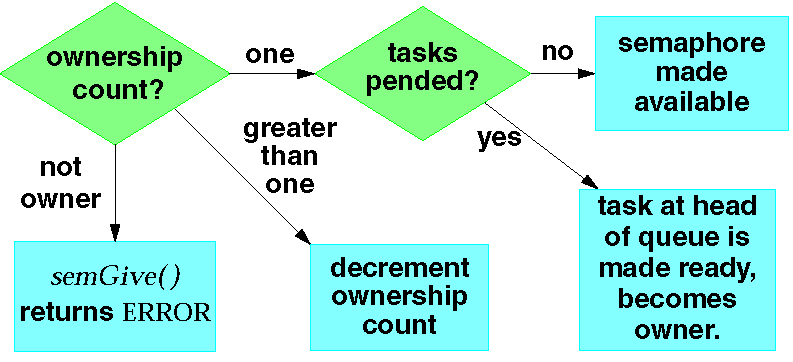 ownership
count?
one
tasks
pended?
no
semaphore
made
available
greater
than
one
yes
not
owner
semGive()
returns ERROR
decrement
ownership
count
task at head
of queue is
made ready,
becomes
owner.